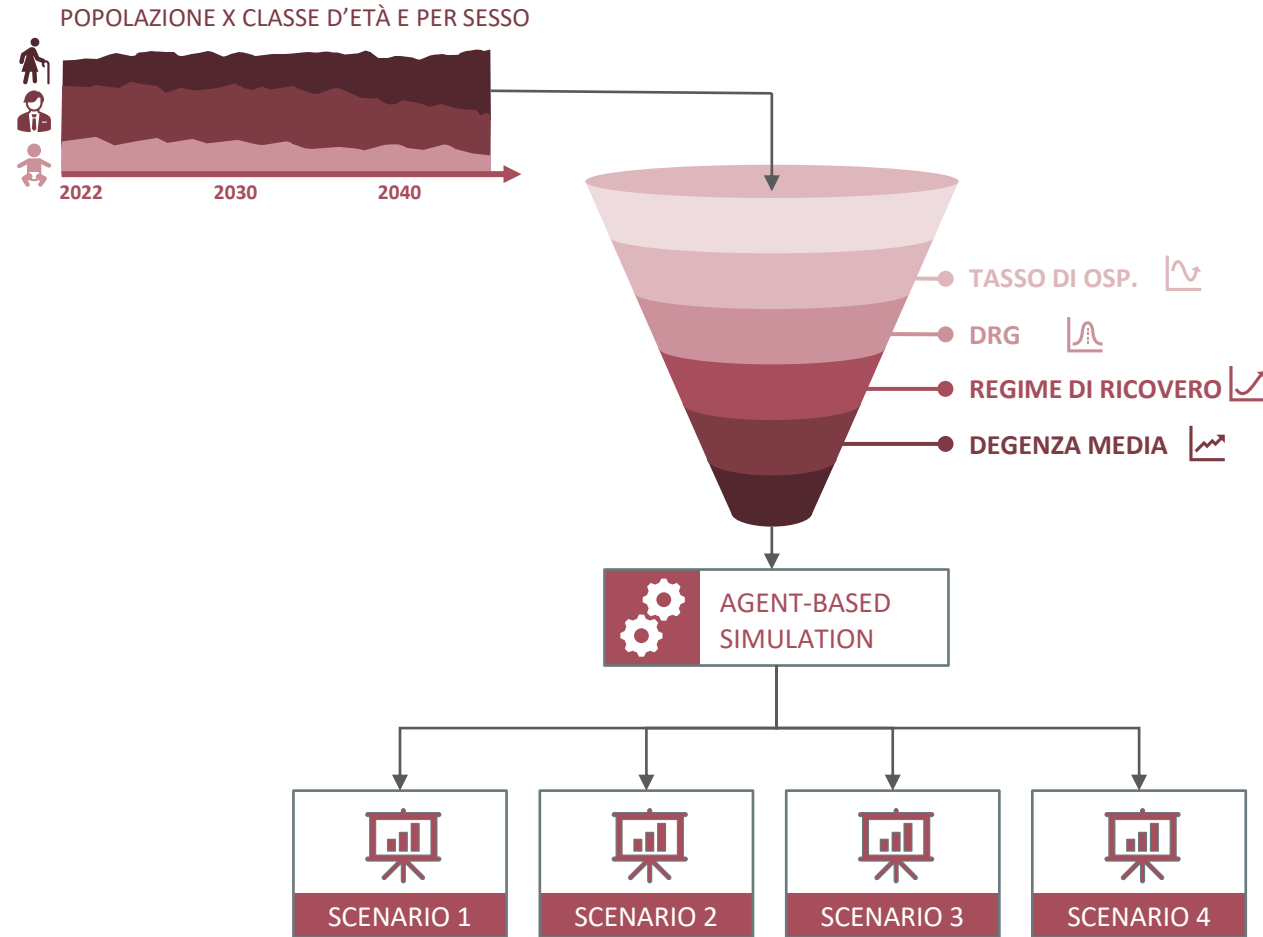 POPOLAZIONE X CLASSE D'ETÀ E PER SESSO
2022
2030
2040
TASSO DI OSP.
DRG
REGIME DI RICOVERO
DEGENZA MEDIA
AGENT-BASED
SIMULATION
SCENARIO 1
SCENARIO 2
SCENARIO 3
SCENARIO 4